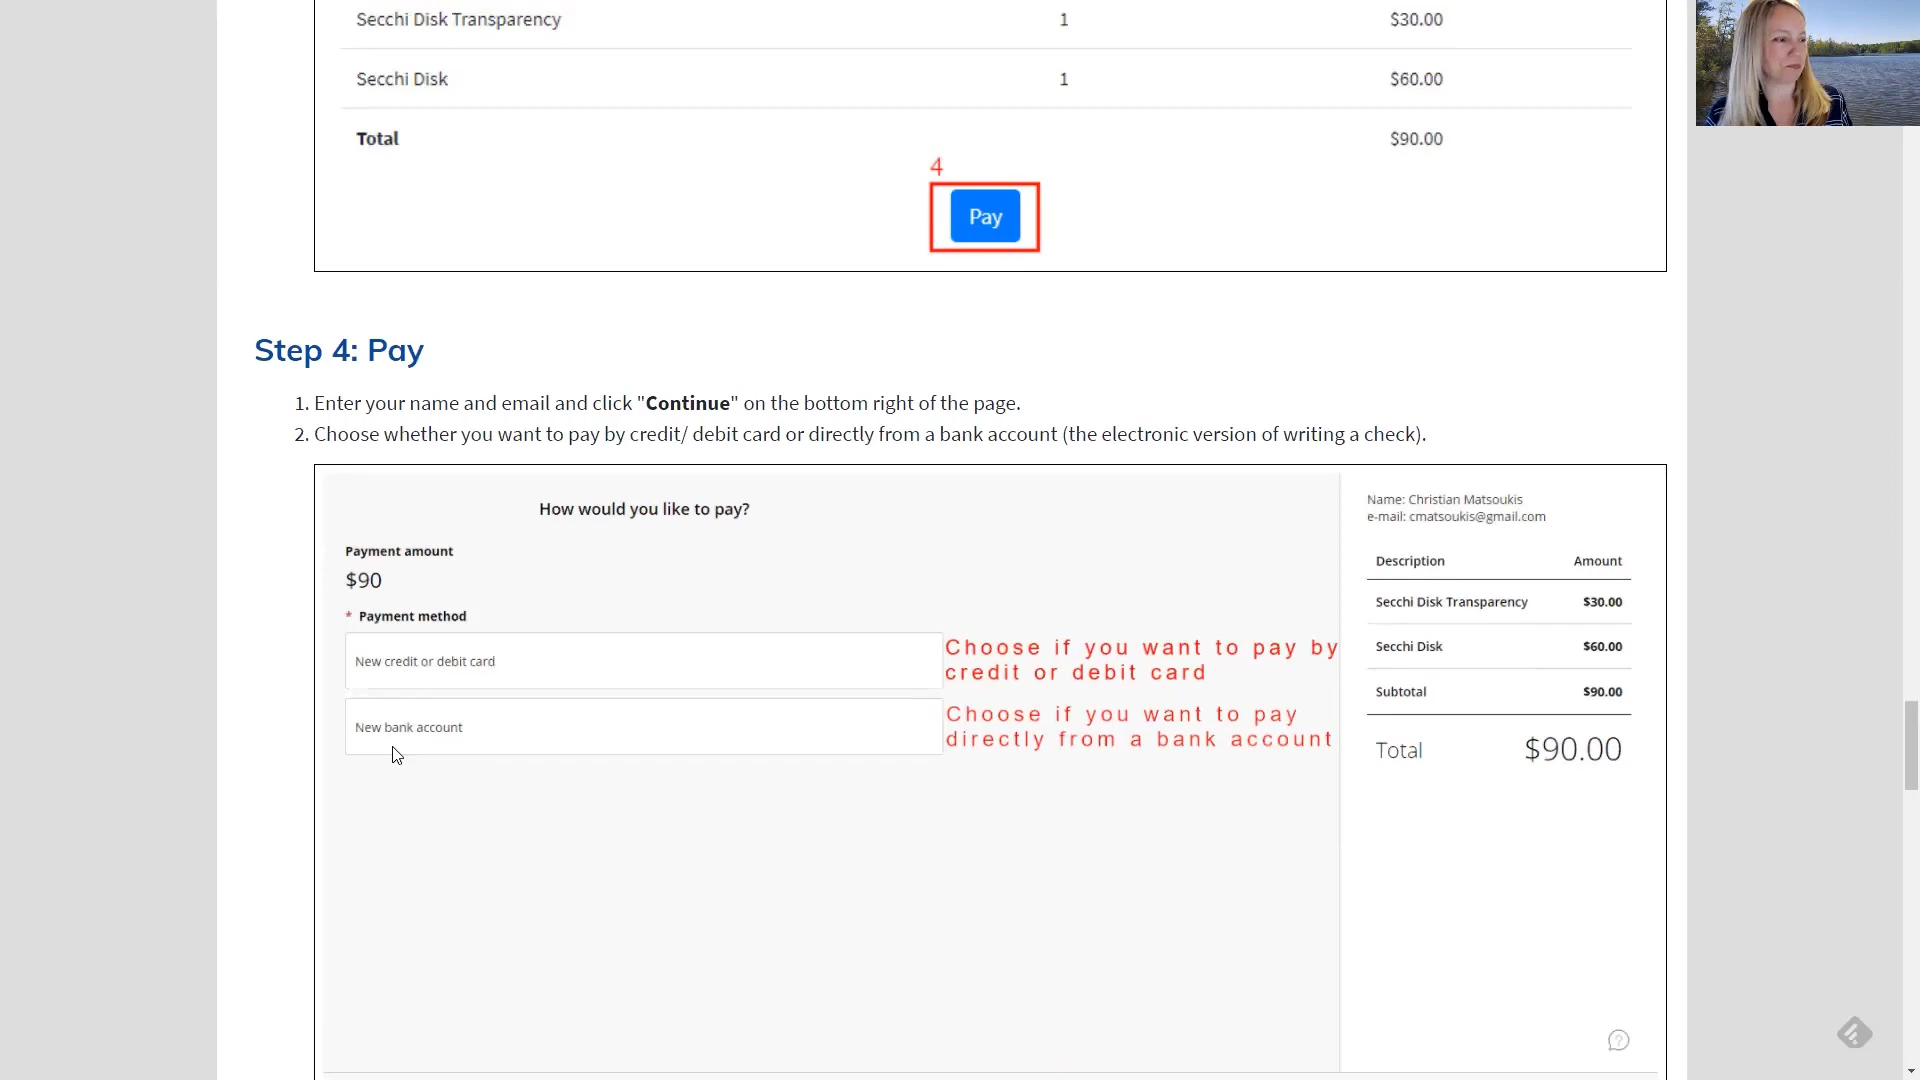 Secchi Disk Transparency 1 $30.00
Secchi Disk 1 $60.00
Total $90.00
4
Pay
Step 4: Pay
1. Enter your name and email and click "Continue" on the bottom right of the page.
2. Choose whether you want to pay by credit/ debit card or directly from a bank account (the electronic version of writing a check).
How would you like to pay?
Payment amount
$90
* Payment method
New credit or debit card
Choose if you want to pay by
credit or debit card
New bank account
Choose if you want to pay
directly from a bank account
Name: Christian Matsoukis
e-mail: cmatsoukis@gmail.com
Description Amount
Secchi Disk Transparency $30.00
Secchi Disk $60.00
Subtotal $90.00
Total $90.00
?